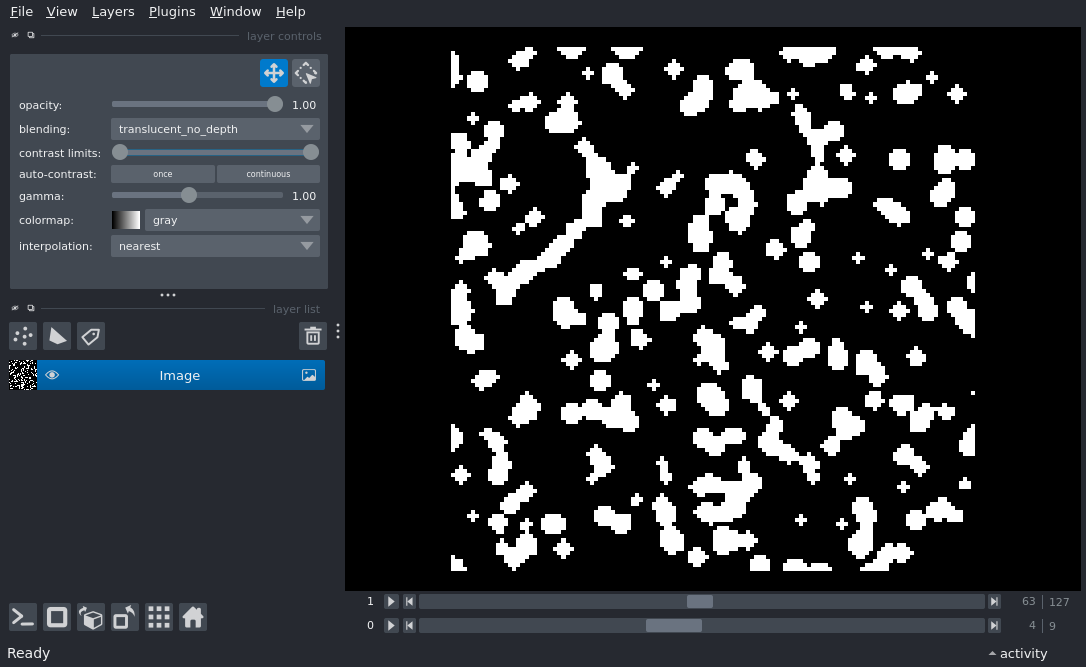 File View Layers Plugins Window Help
layer controls
opacity: 1.00
blending: translucent_no_depth
contrast limits:
auto-contrast: once continuous
gamma: 1.00
colormap: gray
interpolation: nearest
layer list
Image
1 63 127
0 4 9
Ready activity